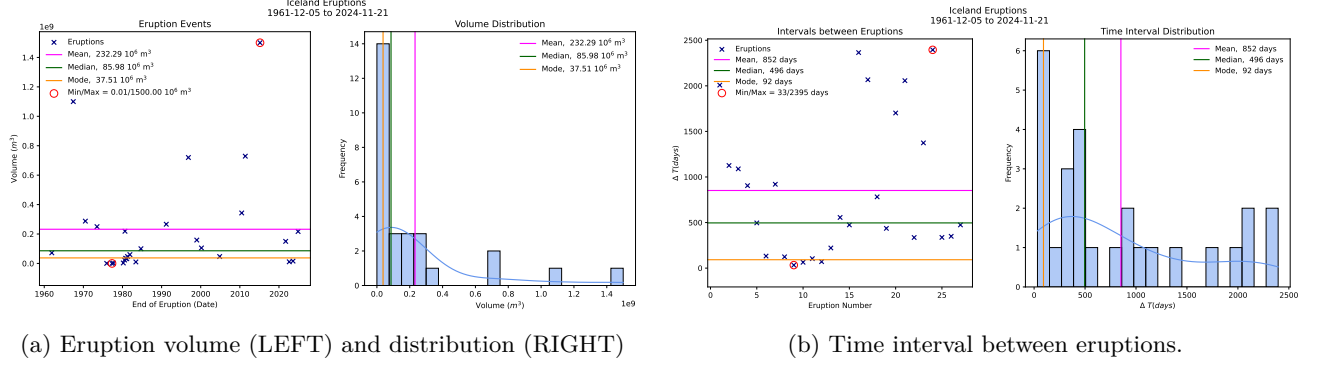 Iceland Eruptions
1961-12-05 to 2024-11-21
Eruption Events
1e9
Eruptions
Mean, 232.29 10⁶ m³
Median, 85.98 10⁶ m³
Mode, 37.51 10⁶ m³
Min/Max = 0.01/1500.00 10⁶ m³
Volume (m³)
1.4
1.2
1.0
0.8
0.6
0.4
0.2
0.0
1960 1970 1980 1990 2000 2010 2020
End of Eruption (Date)
Volume Distribution
Mean, 232.29 10⁶ m³
Median, 85.98 10⁶ m³
Mode, 37.51 10⁶ m³
Frequency
14
12
10
8
6
4
2
0
0.0 0.2 0.4 0.6 0.8 1.0 1.2 1.4
1e9
Volume (m³)
Iceland Eruptions
1961-12-05 to 2024-11-21
Intervals between Eruptions
Eruptions
Mean, 852 days
Median, 496 days
Mode, 92 days
Min/Max = 33/2395 days
Δ T(days)
2500
2000
1500
1000
500
0
0 5 10 15 20 25
Eruption Number
Time Interval Distribution
Mean, 852 days
Median, 496 days
Mode, 92 days
Frequency
6
5
4
3
2
1
0
0 500 1000 1500 2000 2500
Δ T(days)
(a) Eruption volume (LEFT) and distribution (RIGHT)
(b) Time interval between eruptions.